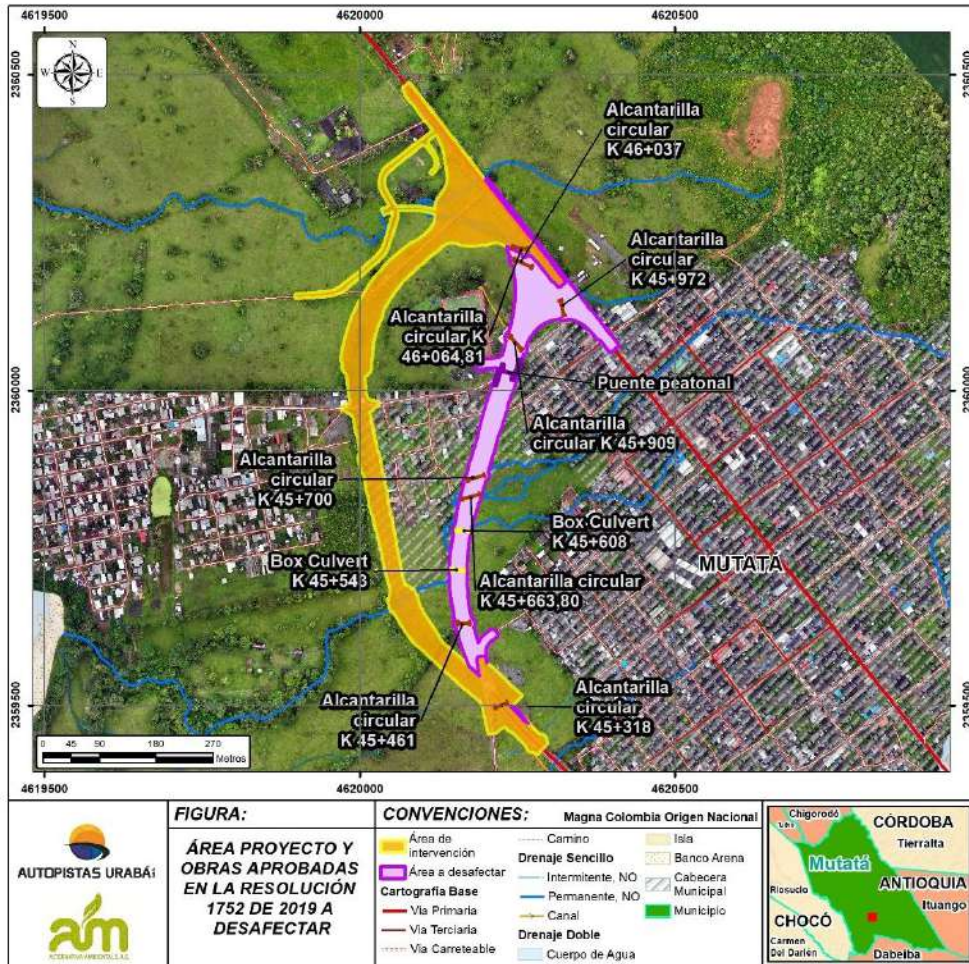 4619500
4620000
4620500
2360500
2360500
N
W
E
S
Alcantarilla
circular
K 46+037
Alcantarilla
circular
K 45+972
Alcantarilla
circular K
46+064,81
2360000
2360000
Puente peatonal
Alcantarilla
circular K 45+909
Alcantarilla
circular
K 45+700
Box Culvert
K 45+608
MUTATÁ
Box Culvert
K 45+543
Alcantarilla circular
K 45+663,80
2359500
2359500
Alcantarilla
circular
K 45+461
Alcantarilla
circular
K 45+318
0 45 90 180 270
Metros
4619500
4620000
4620500
AUTOPISTAS URABÁ
FIGURA:
ÁREA PROYECTO Y
OBRAS APROBADAS
EN LA RESOLUCIÓN
1752 DE 2019 A
DESAFECTAR
CONVENCIONES:
Magna Colombia Origen Nacional
Área de
intervención
Área a desafectar
Cartografía Base
Via Primaria
Via Terciaria
Via Carreteable
Camino
Drenaje Sencillo
Intermitente, NO
Permanente, NO
Canal
Drenaje Doble
Cuerpo de Agua
Isla
Banco Arena
Cabecera
Municipal
Municipio
Chigorodó
CÓRDOBA
Tierralta
Mutatá
ANTIOQUIA
Riosucio
Ituango
CHOCÓ
Carmen
Del Darién
Dabeiba